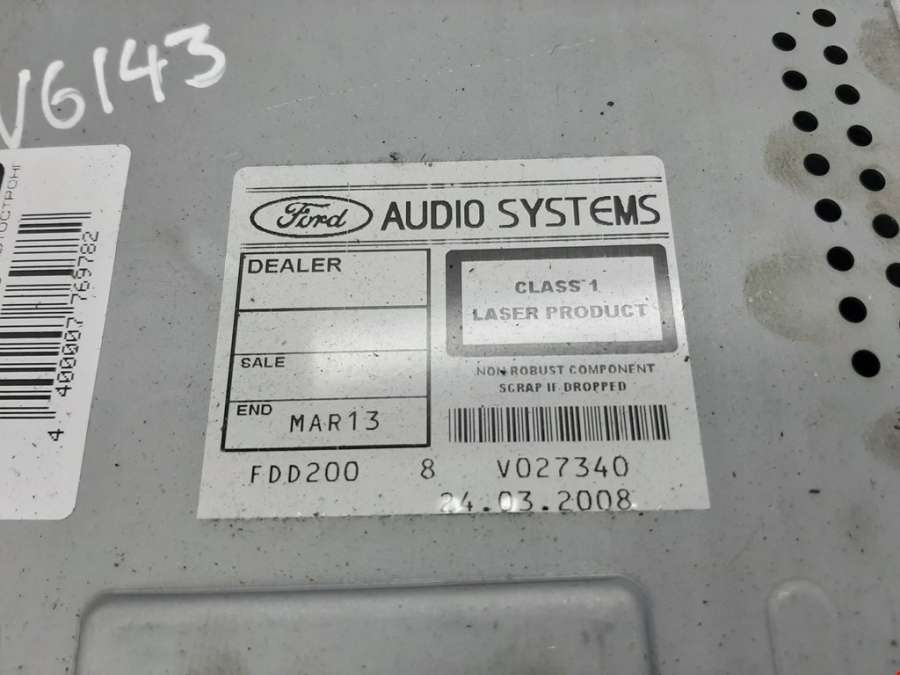 V6143
АВТОСТРОНГ
4 400007 769782
Ford AUDIO SYSTEMS
DEALER
CLASS 1
LASER PRODUCT
SALE
NON ROBUST COMPONENT
SCRAP IF DROPPED
END MAR13
FDD200 8 V027340
24.03.2008